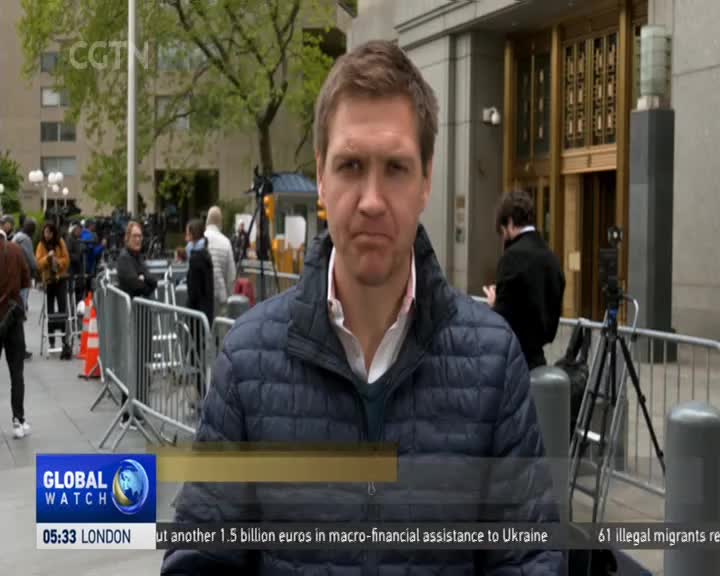 CGTN
GLOBAL
WATCH
05:33 LONDON
ut another 1.5 billion euros in macro-financial assistance to Ukraine 61 illegal migrants re